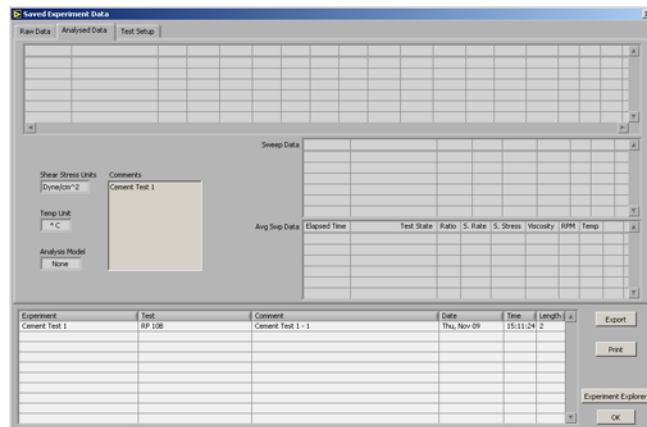 Saved Experiment Data
Raw Data Analysed Data Test Setup
Sweep Data
Shear Stress Units Comments
Dyne/cm^2 Cement Test 1
Temp Unit
° C
Avg Swp Data Elapsed Time Test State Ratio S. Rate S. Stress Viscosity RPM Temp
Analysis Model
None
Experiment Test Comment Date Time Length
Cement Test 1 RP 10B Cement Test 1 - 1 Thu, Nov 09 15:11:24 2
Export
Print
Experiment Explorer
OK